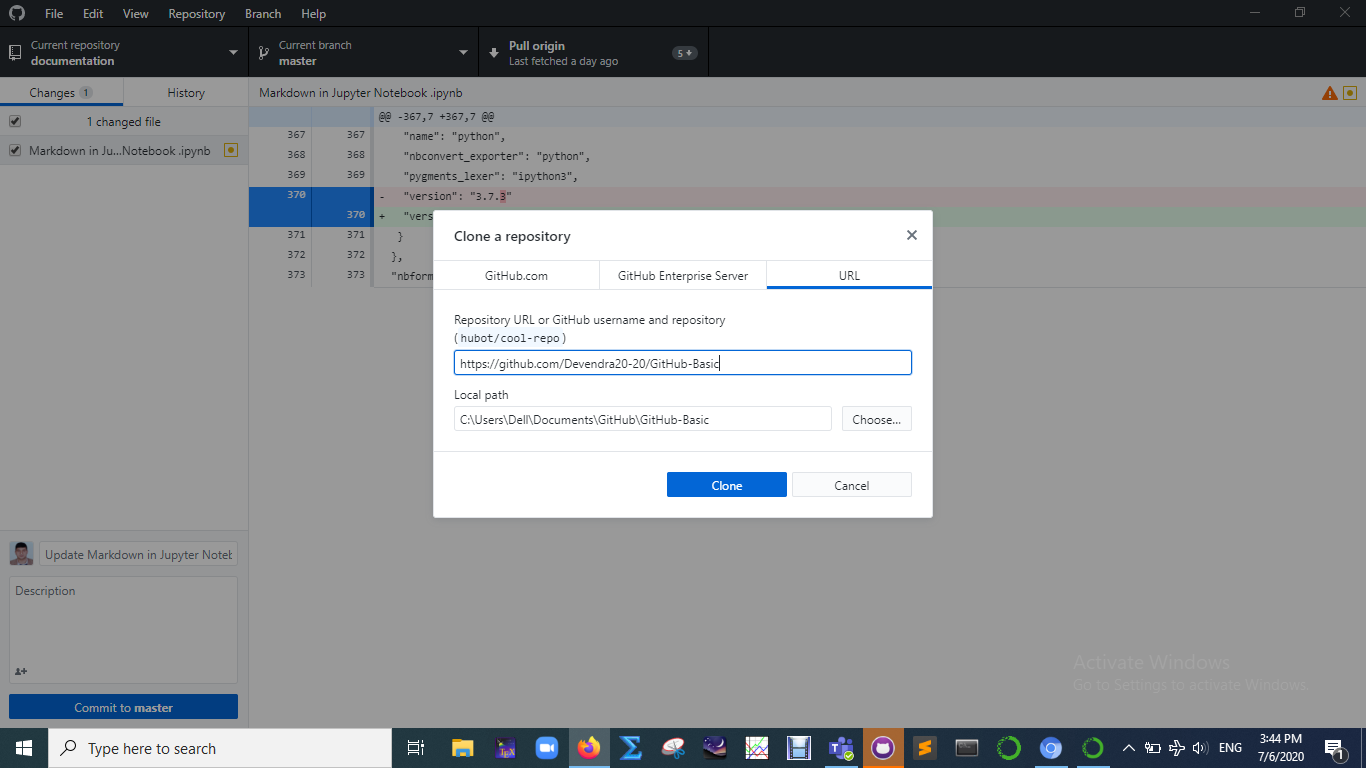 File Edit View Repository Branch Help
Current repository
documentation
Current branch
master
Pull origin
Last fetched a day ago
5
Changes 1
History
Markdown in Jupyter Notebook .ipynb
1 changed file
Markdown in Ju...Notebook .ipynb
@@ -367,7 +367,7 @@
367 367 "name": "python",
368 368 "nbconvert_exporter": "python",
369 369 "pygments_lexer": "ipython3",
370 - "version": "3.7.3"
370 + "vers
371 371 }
372 372 },
373 373 "nbform
Clone a repository
GitHub.com
GitHub Enterprise Server
URL
Repository URL or GitHub username and repository
(hubot/cool-repo)
https://github.com/Devendra20-20/GitHub-Basic
Local path
C:\Users\Dell\Documents\GitHub\GitHub-Basic
Choose...
Clone
Cancel
Update Markdown in Jupyter Noteb
Description
Commit to master
Activate Windows
Go to Settings to activate Windows.
Type here to search
ENG
3:44 PM
7/6/2020
1